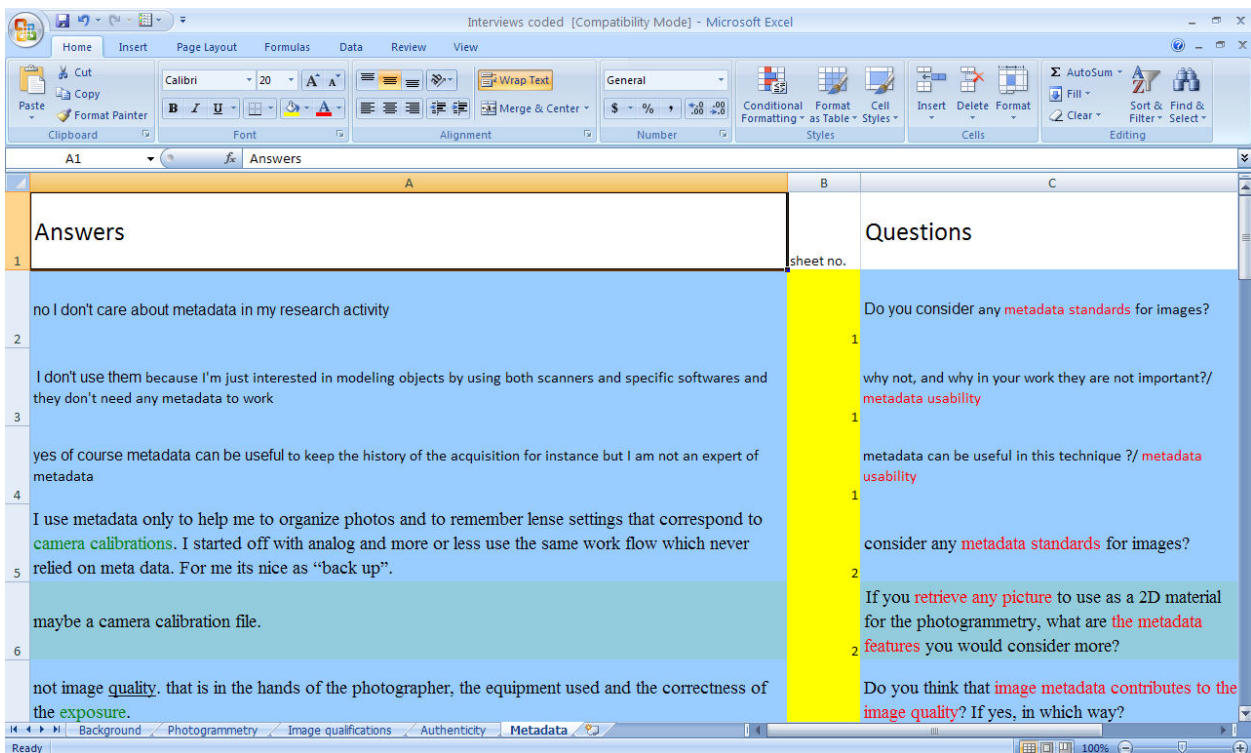 Interviews coded [Compatibility Mode] - Microsoft Excel
Home Insert Page Layout Formulas Data Review View
Paste
Cut
Copy
Format Painter
Clipboard
Calibri 20 A A
B I U A
Font
Wrap Text
Merge & Center
Alignment
General
$ % , .0 .00 .00 .0
Number
Conditional Formatting
Format as Table
Cell Styles
Styles
Insert Delete Format
Cells
Σ AutoSum
Fill
Clear
Sort & Filter
Find & Select
Editing
A1 fx Answers
A B C
1 Answers sheet no. Questions
2 no I don't care about metadata in my research activity 1 Do you consider any metadata standards for images?
3 I don't use them because I'm just interested in modeling objects by using both scanners and specific softwares and
they don't need any metadata to work
1 why not, and why in your work they are not important?/
metadata usability
4 yes of course metadata can be useful to keep the history of the acquisition for instance but I am not an expert of
metadata
1 metadata can be useful in this technique ?/ metadata
usability
5 I use metadata only to help me to organize photos and to remember lense settings that correspond to
camera calibrations. I started off with analog and more or less use the same work flow which never
relied on meta data. For me its nice as “back up”.
2 consider any metadata standards for images?
6 maybe a camera calibration file.
2 If you retrieve any picture to use as a 2D material
for the photogrammetry, what are the metadata
features you would consider more?
not image quality. that is in the hands of the photographer, the equipment used and the correctness of
the exposure.
Do you think that image metadata contributes to the
image quality? If yes, in which way?
Background Photogrammetry Image qualifications Authenticity Metadata
Ready 100%